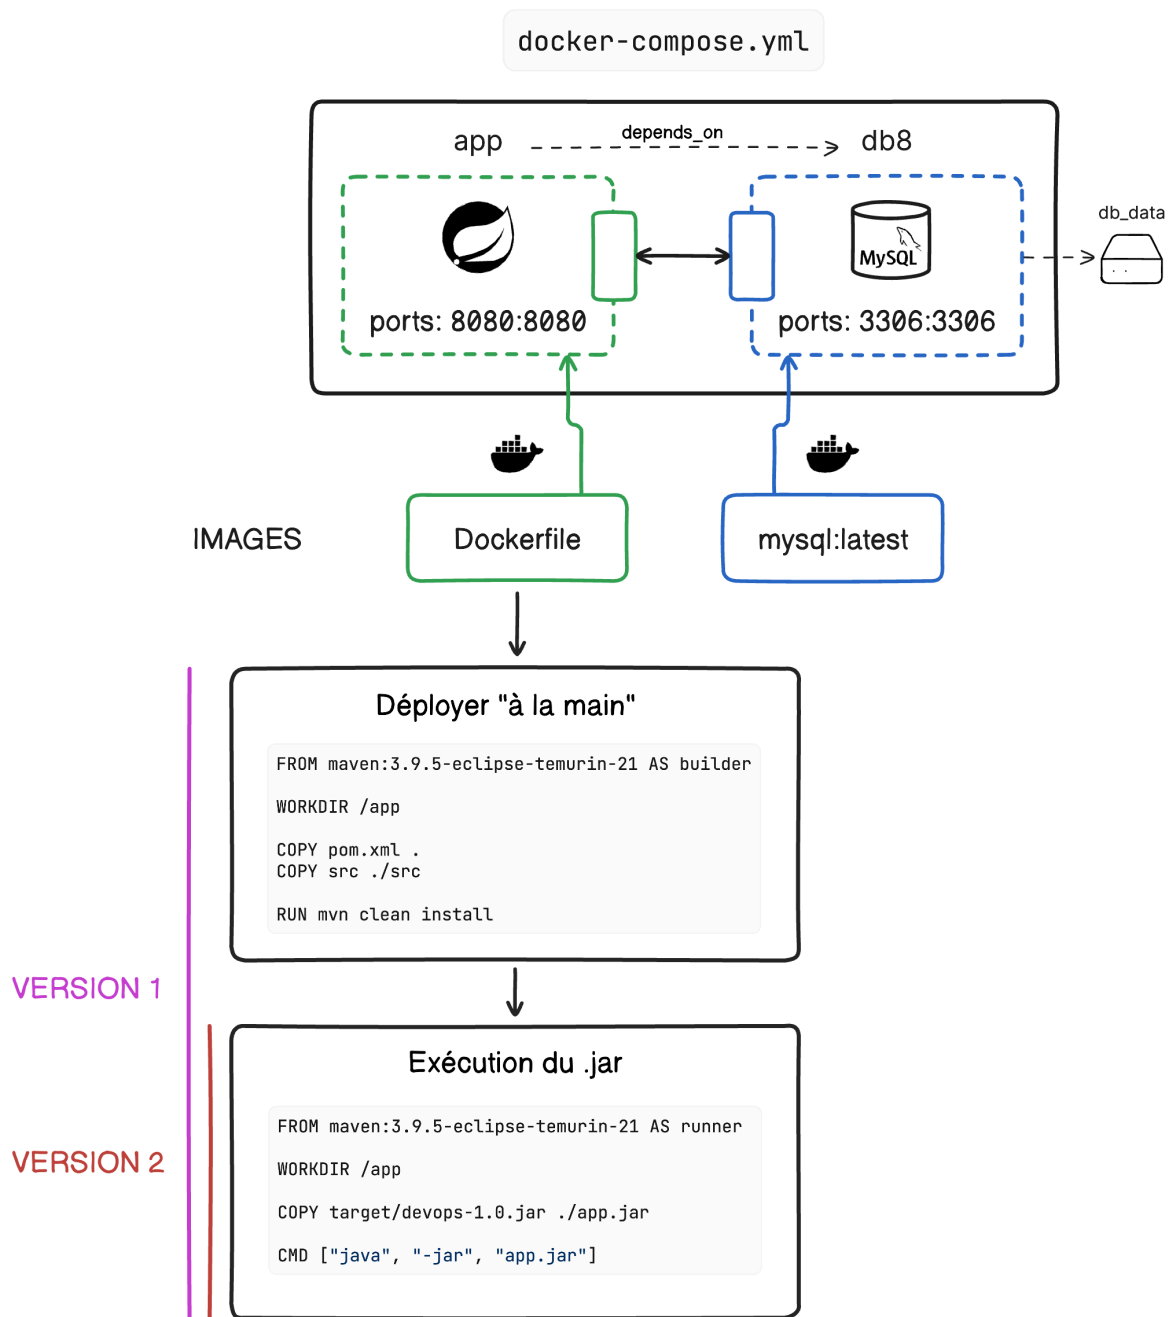 docker-compose.yml
app
depends_on
db8
db_data
MySQL
ports: 8080:8080
ports: 3306:3306
IMAGES
Dockerfile
mysql:latest
Déployer "à la main"
FROM maven:3.9.5-eclipse-temurin-21 AS builder
WORKDIR /app
COPY pom.xml .
COPY src ./src
RUN mvn clean install
VERSION 1
Exécution du .jar
FROM maven:3.9.5-eclipse-temurin-21 AS runner
VERSION 2
WORKDIR /app
COPY target/devops-1.0.jar ./app.jar
CMD ["java", "-jar", "app.jar"]